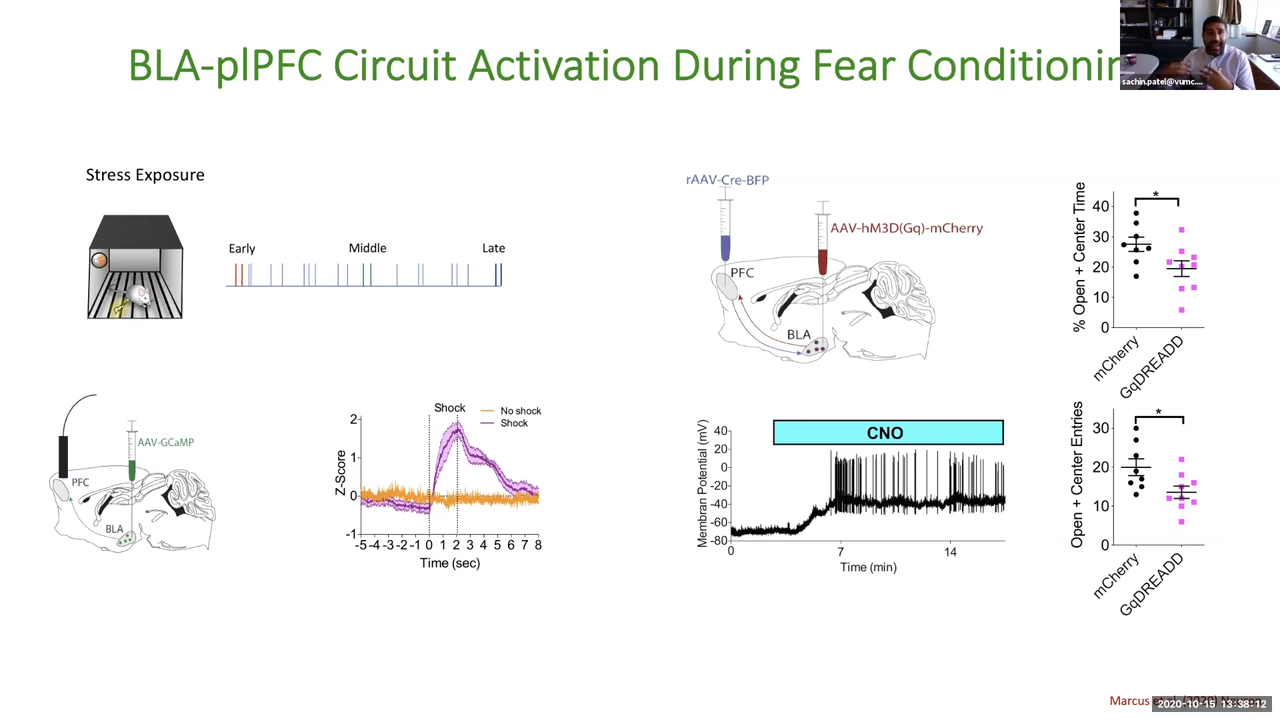 BLA-plPFC Circuit Activation During Fear Conditionin
sachin.patel@vumc....
Stress Exposure
Early Middle Late
rAAV-Cre-BFP
AAV-hM3D(Gq)-mCherry
PFC
BLA
% Open + Center Time
40
30
20
10
0
*
mCherry
GqDREADD
AAV-GCaMP
PFC
BLA
Shock
No shock
Shock
Z-Score
2
1
0
-1
-5 -4 -3 -2 -1 0 1 2 3 4 5 6 7 8
Time (sec)
CNO
Membran Potential (mV)
40
20
0
-20
-40
-60
-80
0 7 14
Time (min)
Open + Center Entries
30
20
10
0
*
mCherry
GqDREADD
Marcus
2020-10-15 13:38:12